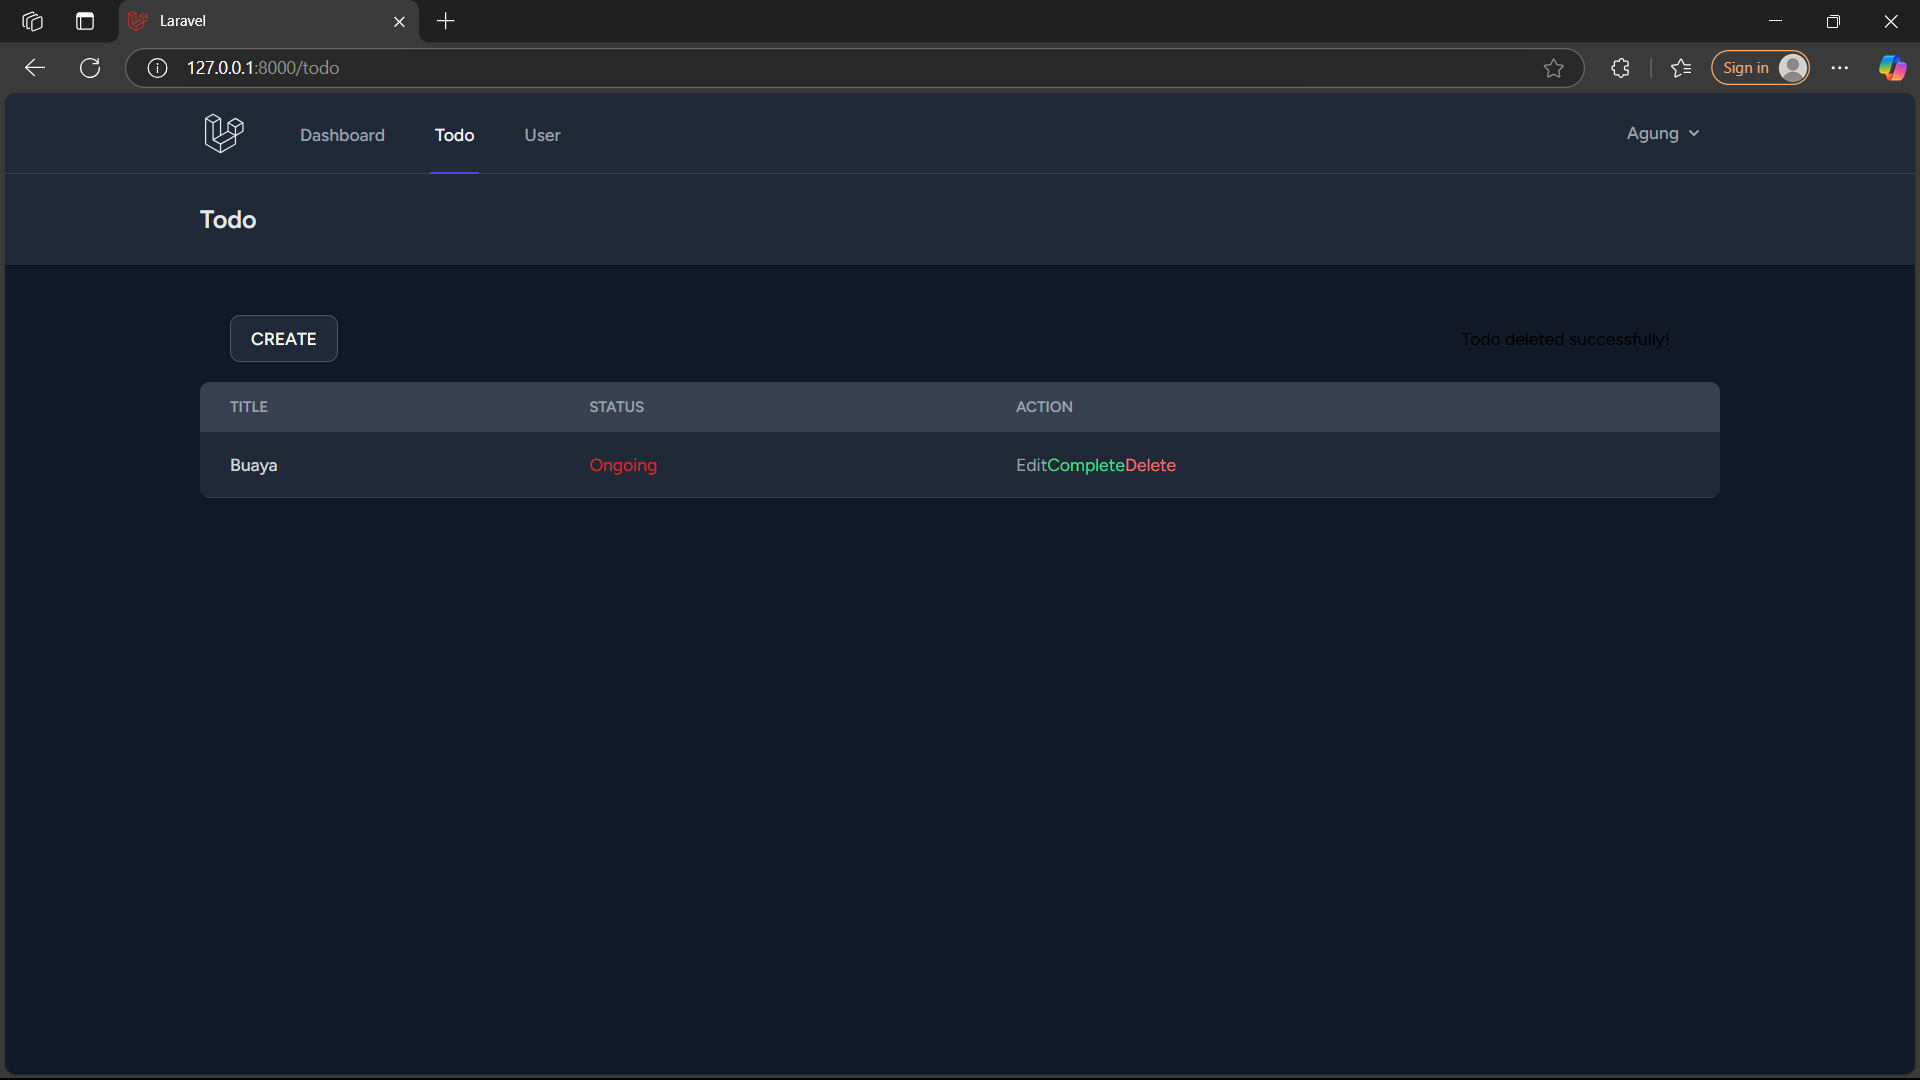 Laravel
127.0.0.1:8000/todo
Sign in
Dashboard Todo User Agung
Todo
CREATE Todo deleted successfully!
TITLE STATUS ACTION
Buaya Ongoing EditCompleteDelete